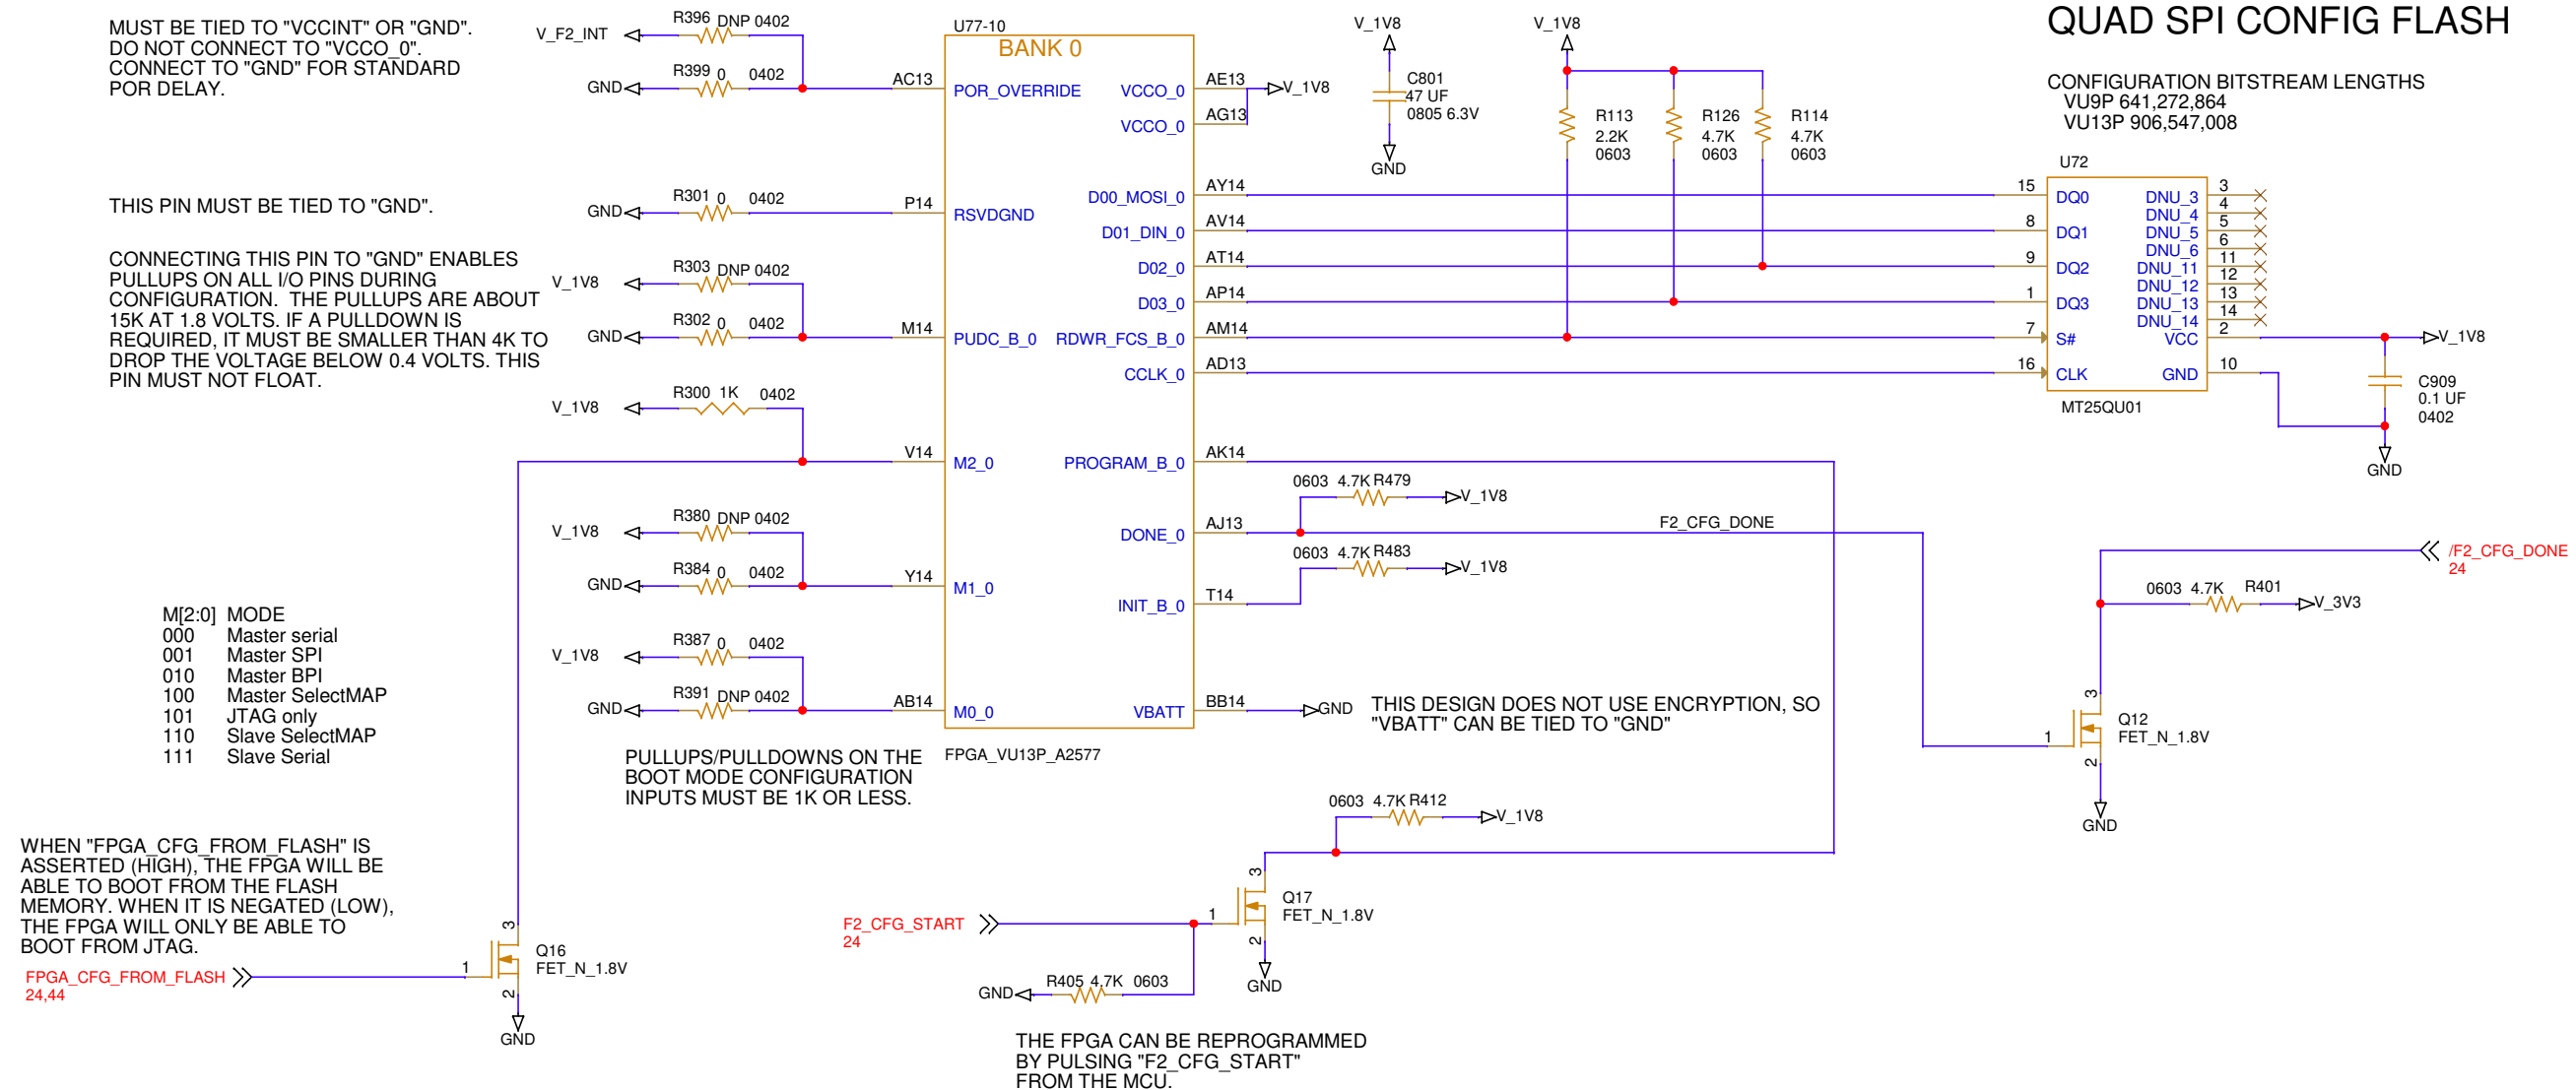 QUAD SPI CONFIG FLASH
CONFIGURATION BITSTREAM LENGTHS
VU9P 641,272,864
VU13P 906,547,008
MUST BE TIED TO "VCCINT" OR "GND".
DO NOT CONNECT TO "VCCO_0".
CONNECT TO "GND" FOR STANDARD
POR DELAY.
THIS PIN MUST BE TIED TO "GND".
CONNECTING THIS PIN TO "GND" ENABLES
PULLUPS ON ALL I/O PINS DURING
CONFIGURATION. THE PULLUPS ARE ABOUT
15K AT 1.8 VOLTS. IF A PULLDOWN IS
REQUIRED, IT MUST BE SMALLER THAN 4K TO
DROP THE VOLTAGE BELOW 0.4 VOLTS. THIS
PIN MUST NOT FLOAT.
V_F2_INT R396 DNP 0402
GND R399 0 0402
GND R301 0 0402
V_1V8 R303 DNP 0402
GND R302 0 0402
V_1V8 R300 1K 0402
V_1V8 R380 DNP 0402
GND R384 0 0402
V_1V8 R387 0 0402
GND R391 DNP 0402
U77-10
BANK 0
AC13 POR_OVERRIDE
P14 RSVDGND
M14 PUDC_B_0
V14 M2_0
Y14 M1_0
AB14 M0_0
VCCO_0 AE13 V_1V8
VCCO_0 AG13
D00_MOSI_0 AY14
D01_DIN_0 AV14
D02_0 AT14
D03_0 AP14
RDWR_FCS_B_0 AM14
CCLK_0 AD13
PROGRAM_B_0 AK14
DONE_0 AJ13
INIT_B_0 T14
VBATT BB14 GND
FPGA_VU13P_A2577
V_1V8
C801
47 UF
0805 6.3V
GND
V_1V8
R113
2.2K
0603
R126
4.7K
0603
R114
4.7K
0603
U72
15 DQ0
8 DQ1
9 DQ2
1 DQ3
7 S#
16 CLK
DNU_3 3
DNU_4 4
DNU_5 5
DNU_6 6
DNU_11 11
DNU_12 12
DNU_13 13
DNU_14 14
VCC 2 V_1V8
GND 10
MT25QU01
C909
0.1 UF
0402
GND
0603 4.7K R479 V_1V8
F2_CFG_DONE
0603 4.7K R483 V_1V8
/F2_CFG_DONE
24
0603 4.7K R401 V_3V3
3
1
2
Q12
FET_N_1.8V
GND
THIS DESIGN DOES NOT USE ENCRYPTION, SO
"VBATT" CAN BE TIED TO "GND"
M[2:0] MODE
000 Master serial
001 Master SPI
010 Master BPI
100 Master SelectMAP
101 JTAG only
110 Slave SelectMAP
111 Slave Serial
PULLUPS/PULLDOWNS ON THE
BOOT MODE CONFIGURATION
INPUTS MUST BE 1K OR LESS.
WHEN "FPGA_CFG_FROM_FLASH" IS
ASSERTED (HIGH), THE FPGA WILL BE
ABLE TO BOOT FROM THE FLASH
MEMORY. WHEN IT IS NEGATED (LOW),
THE FPGA WILL ONLY BE ABLE TO
BOOT FROM JTAG.
FPGA_CFG_FROM_FLASH
24,44
3
1
2
Q16
FET_N_1.8V
GND
0603 4.7K R412 V_1V8
F2_CFG_START
24
3
1
2
Q17
FET_N_1.8V
GND
GND R405 4.7K 0603
THE FPGA CAN BE REPROGRAMMED
BY PULSING "F2_CFG_START"
FROM THE MCU.